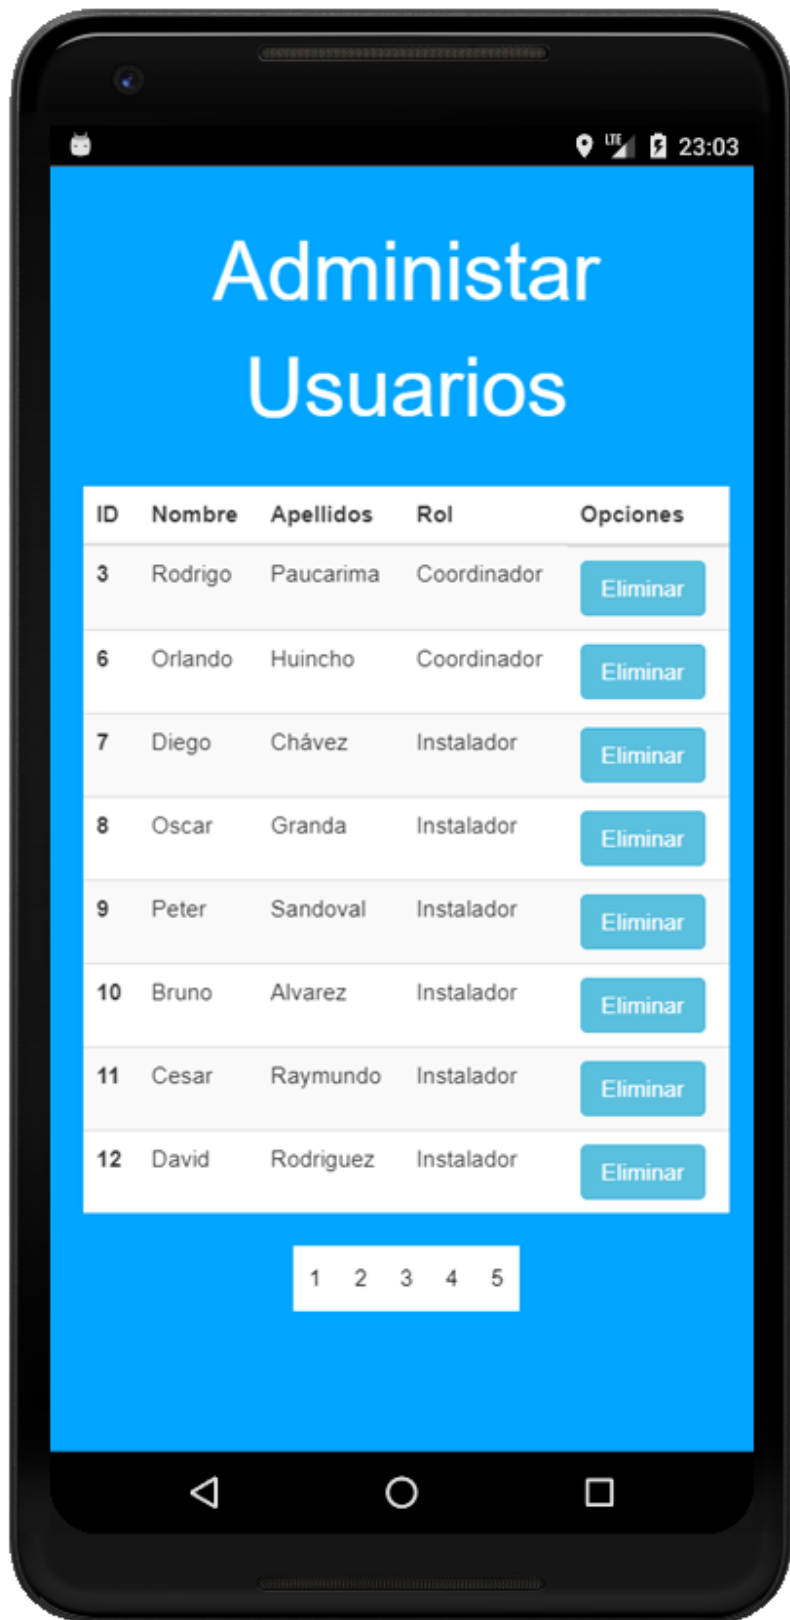 LTE 23:03
Administar
Usuarios
ID Nombre Apellidos Rol Opciones
3 Rodrigo Paucarima Coordinador Eliminar
6 Orlando Huincho Coordinador Eliminar
7 Diego Chávez Instalador Eliminar
8 Oscar Granda Instalador Eliminar
9 Peter Sandoval Instalador Eliminar
10 Bruno Alvarez Instalador Eliminar
11 Cesar Raymundo Instalador Eliminar
12 David Rodriguez Instalador Eliminar
1 2 3 4 5